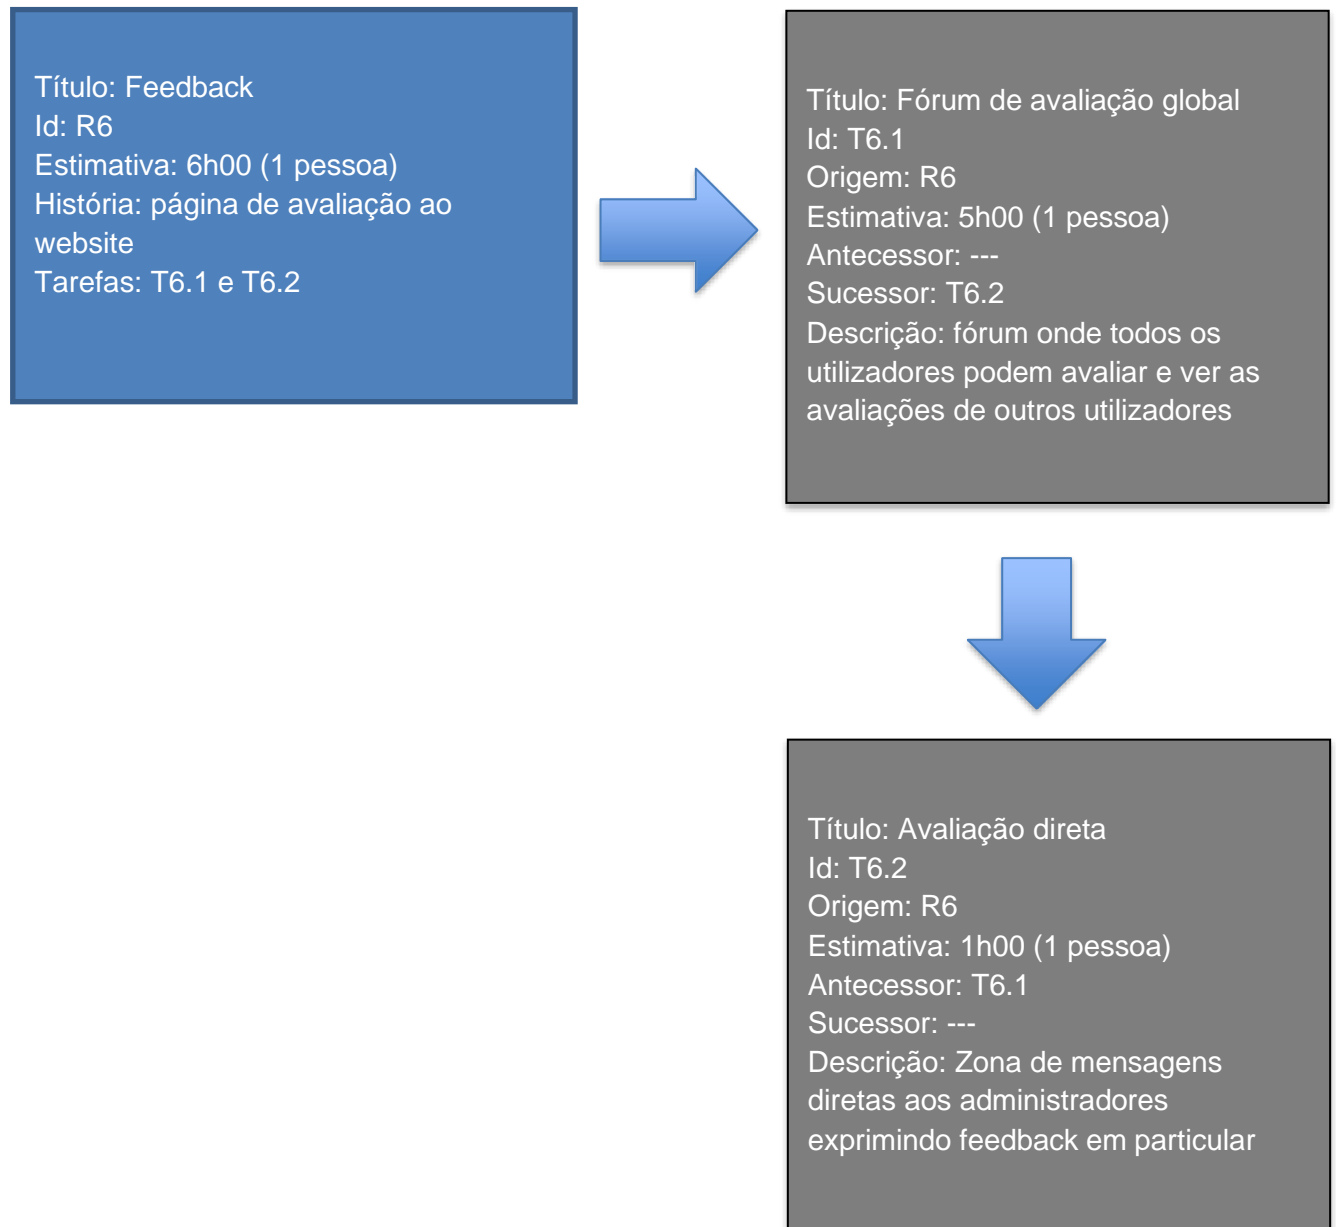 Título: Feedback
Id: R6
Estimativa: 6h00 (1 pessoa)
História: página de avaliação ao
website
Tarefas: T6.1 e T6.2
Título: Fórum de avaliação global
Id: T6.1
Origem: R6
Estimativa: 5h00 (1 pessoa)
Antecessor: ---
Sucessor: T6.2
Descrição: fórum onde todos os
utilizadores podem avaliar e ver as
avaliações de outros utilizadores
Título: Avaliação direta
Id: T6.2
Origem: R6
Estimativa: 1h00 (1 pessoa)
Antecessor: T6.1
Sucessor: ---
Descrição: Zona de mensagens
diretas aos administradores
exprimindo feedback em particular